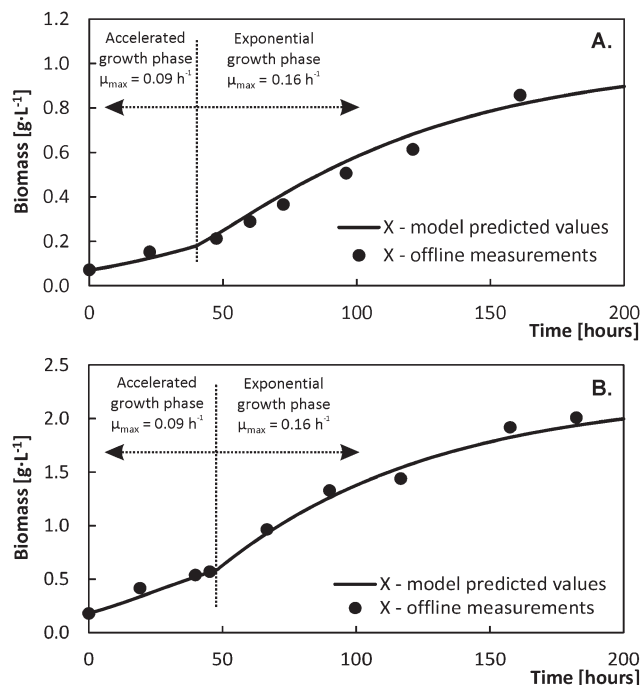 1.2
A.
Accelerated
growth phase
μmax = 0.09 h-1
Exponential
growth phase
μmax = 0.16 h-1
1.0
0.8
0.6
0.4
0.2
0.0
Biomass [g·L-1]
X - model predicted values
X - offline measurements
0 50 100 150 200
Time [hours]
2.5
B.
Accelerated
growth phase
μmax = 0.09 h-1
Exponential
growth phase
μmax = 0.16 h-1
2.0
1.5
1.0
0.5
0.0
Biomass [g·L-1]
X - model predicted values
X - offline measurements
0 50 100 150 200
Time [hours]